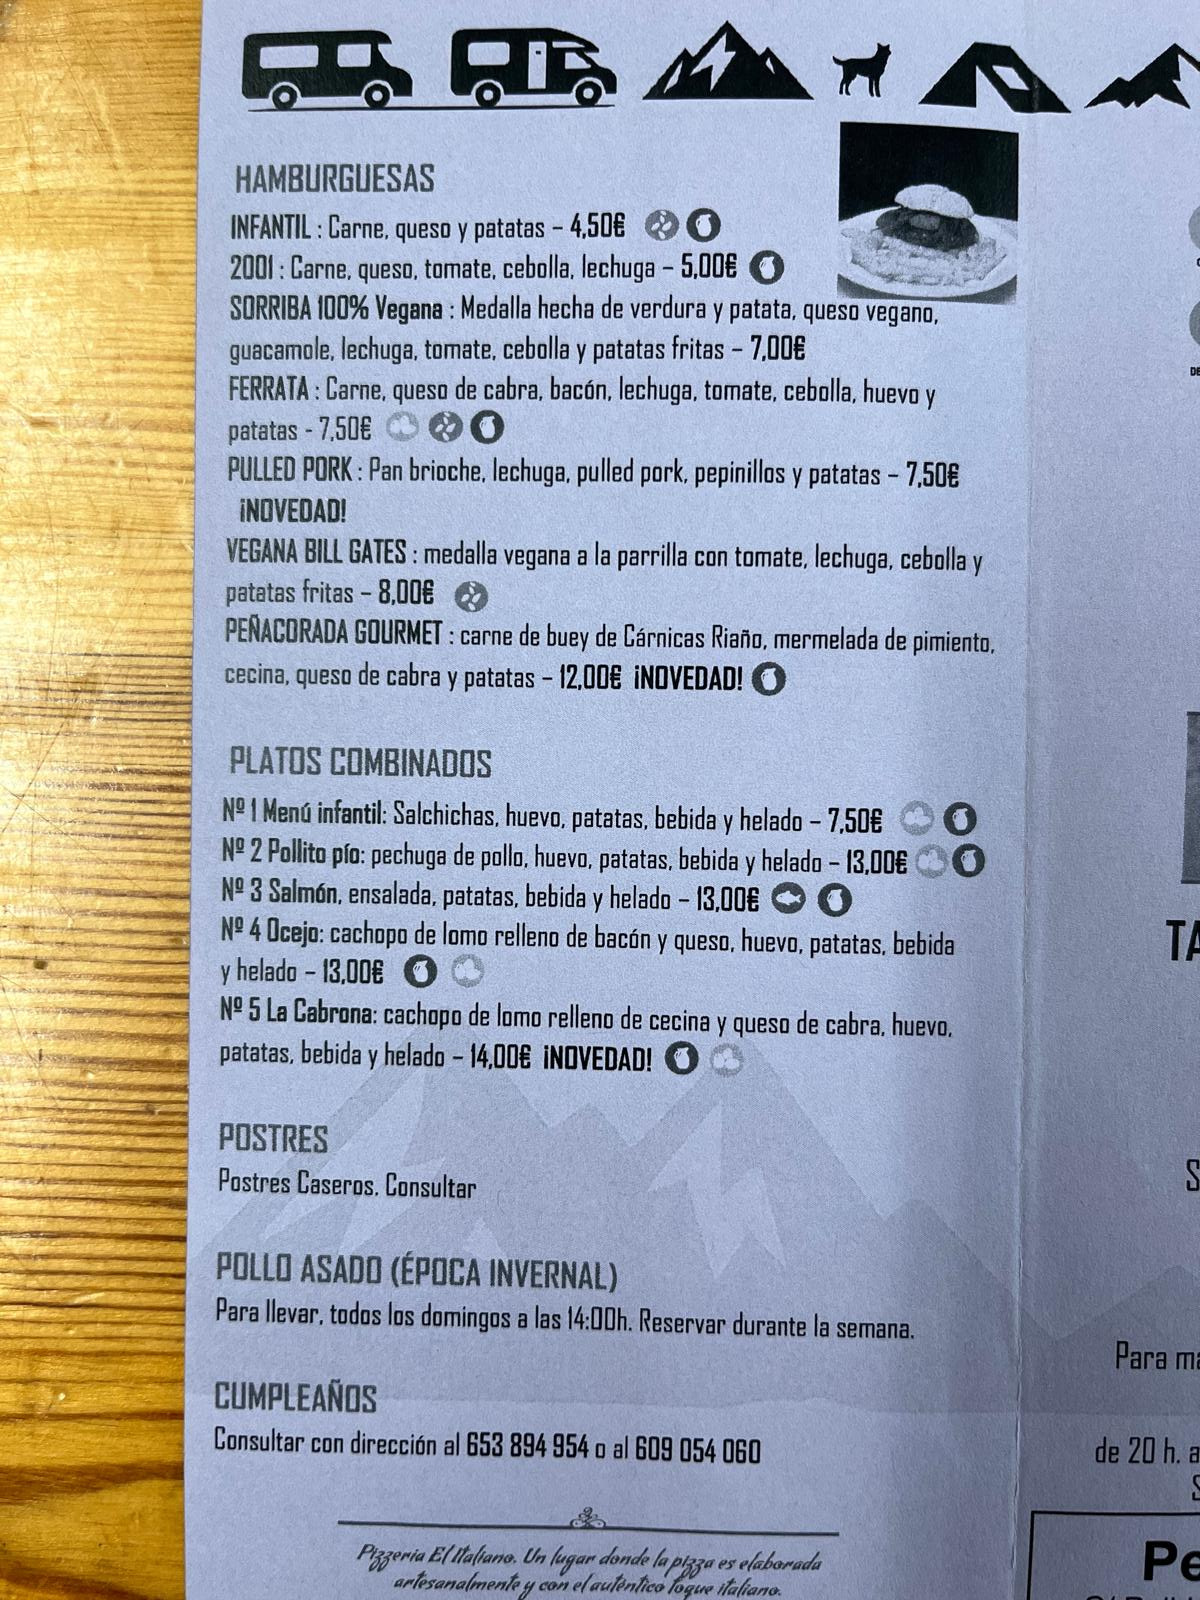 HAMBURGUESAS
INFANTIL : Carne, queso y patatas – 4,50€
2001 : Carne, queso, tomate, cebolla, lechuga – 5,00€
SORRIBA 100% Vegana : Medalla hecha de verdura y patata, queso vegano,
guacamole, lechuga, tomate, cebolla y patatas fritas – 7,00€
FERRATA : Carne, queso de cabra, bacón, lechuga, tomate, cebolla, huevo y
patatas - 7,50€
PULLED PORK : Pan brioche, lechuga, pulled pork, pepinillos y patatas – 7,50€
¡NOVEDAD!
VEGANA BILL GATES : medalla vegana a la parrilla con tomate, lechuga, cebolla y
patatas fritas – 8,00€
PEÑACORADA GOURMET : carne de buey de Cárnicas Riaño, mermelada de pimiento,
cecina, queso de cabra y patatas – 12,00€ ¡NOVEDAD!
PLATOS COMBINADOS
Nº 1 Menú infantil: Salchichas, huevo, patatas, bebida y helado – 7,50€
Nº 2 Pollito pío: pechuga de pollo, huevo, patatas, bebida y helado – 13,00€
Nº 3 Salmón, ensalada, patatas, bebida y helado – 13,00€
Nº 4 Ocejo: cachopo de lomo relleno de bacón y queso, huevo, patatas, bebida
y helado – 13,00€
Nº 5 La Cabrona: cachopo de lomo relleno de cecina y queso de cabra, huevo,
patatas, bebida y helado – 14,00€ ¡NOVEDAD!
POSTRES
Postres Caseros. Consultar
POLLO ASADO (ÉPOCA INVERNAL)
Para llevar, todos los domingos a las 14:00h. Reservar durante la semana.
CUMPLEAÑOS
Consultar con dirección al 653 894 954 o al 609 054 060
Pizzeria El Italiano. Un lugar donde la pizza es elaborada
artesanalmente y con el auténtico toque italiano.
TA
Para ma
de 20 h. a
Pe